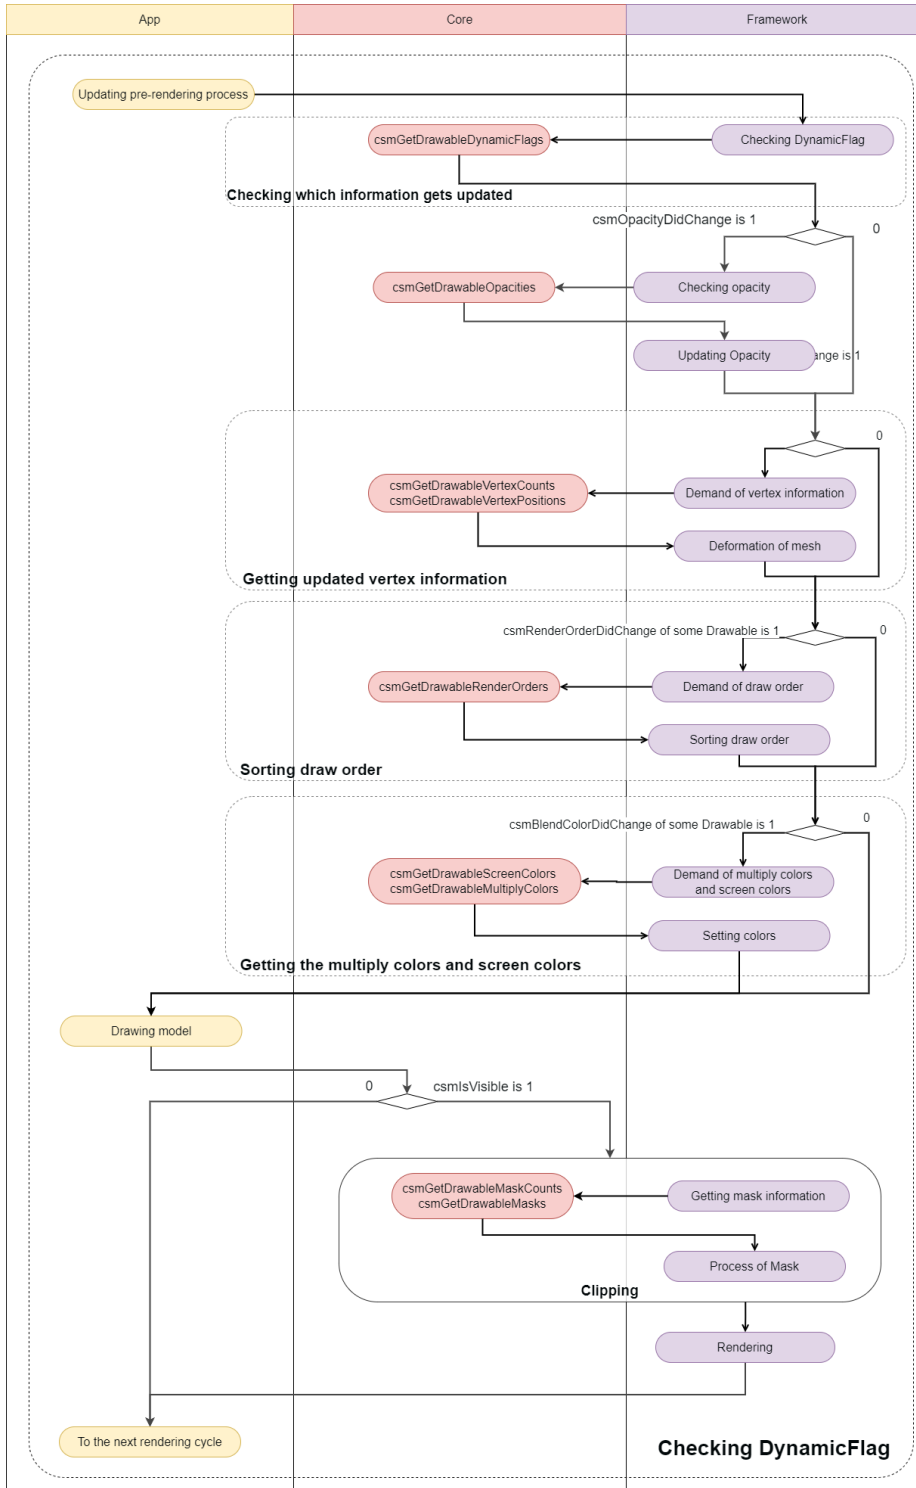 App
Core
Framework
Updating pre-rendering process
csmGetDrawableDynamicFlags
Checking DynamicFlag
Checking which information gets updated
csmOpacityDidChange is 1
0
csmGetDrawableOpacities
Checking opacity
Updating Opacity
ange is 1
0
csmGetDrawableVertexCounts
csmGetDrawableVertexPositions
Demand of vertex information
Deformation of mesh
Getting updated vertex information
csmRenderOrderDidChange of some Drawable is 1
0
csmGetDrawableRenderOrders
Demand of draw order
Sorting draw order
Sorting draw order
csmBlendColorDidChange of some Drawable is 1
0
csmGetDrawableScreenColors
csmGetDrawableMultiplyColors
Demand of multiply colors
and screen colors
Setting colors
Getting the multiply colors and screen colors
Drawing model
0
csmIsVisible is 1
csmGetDrawableMaskCounts
csmGetDrawableMasks
Getting mask information
Process of Mask
Clipping
Rendering
To the next rendering cycle
Checking DynamicFlag